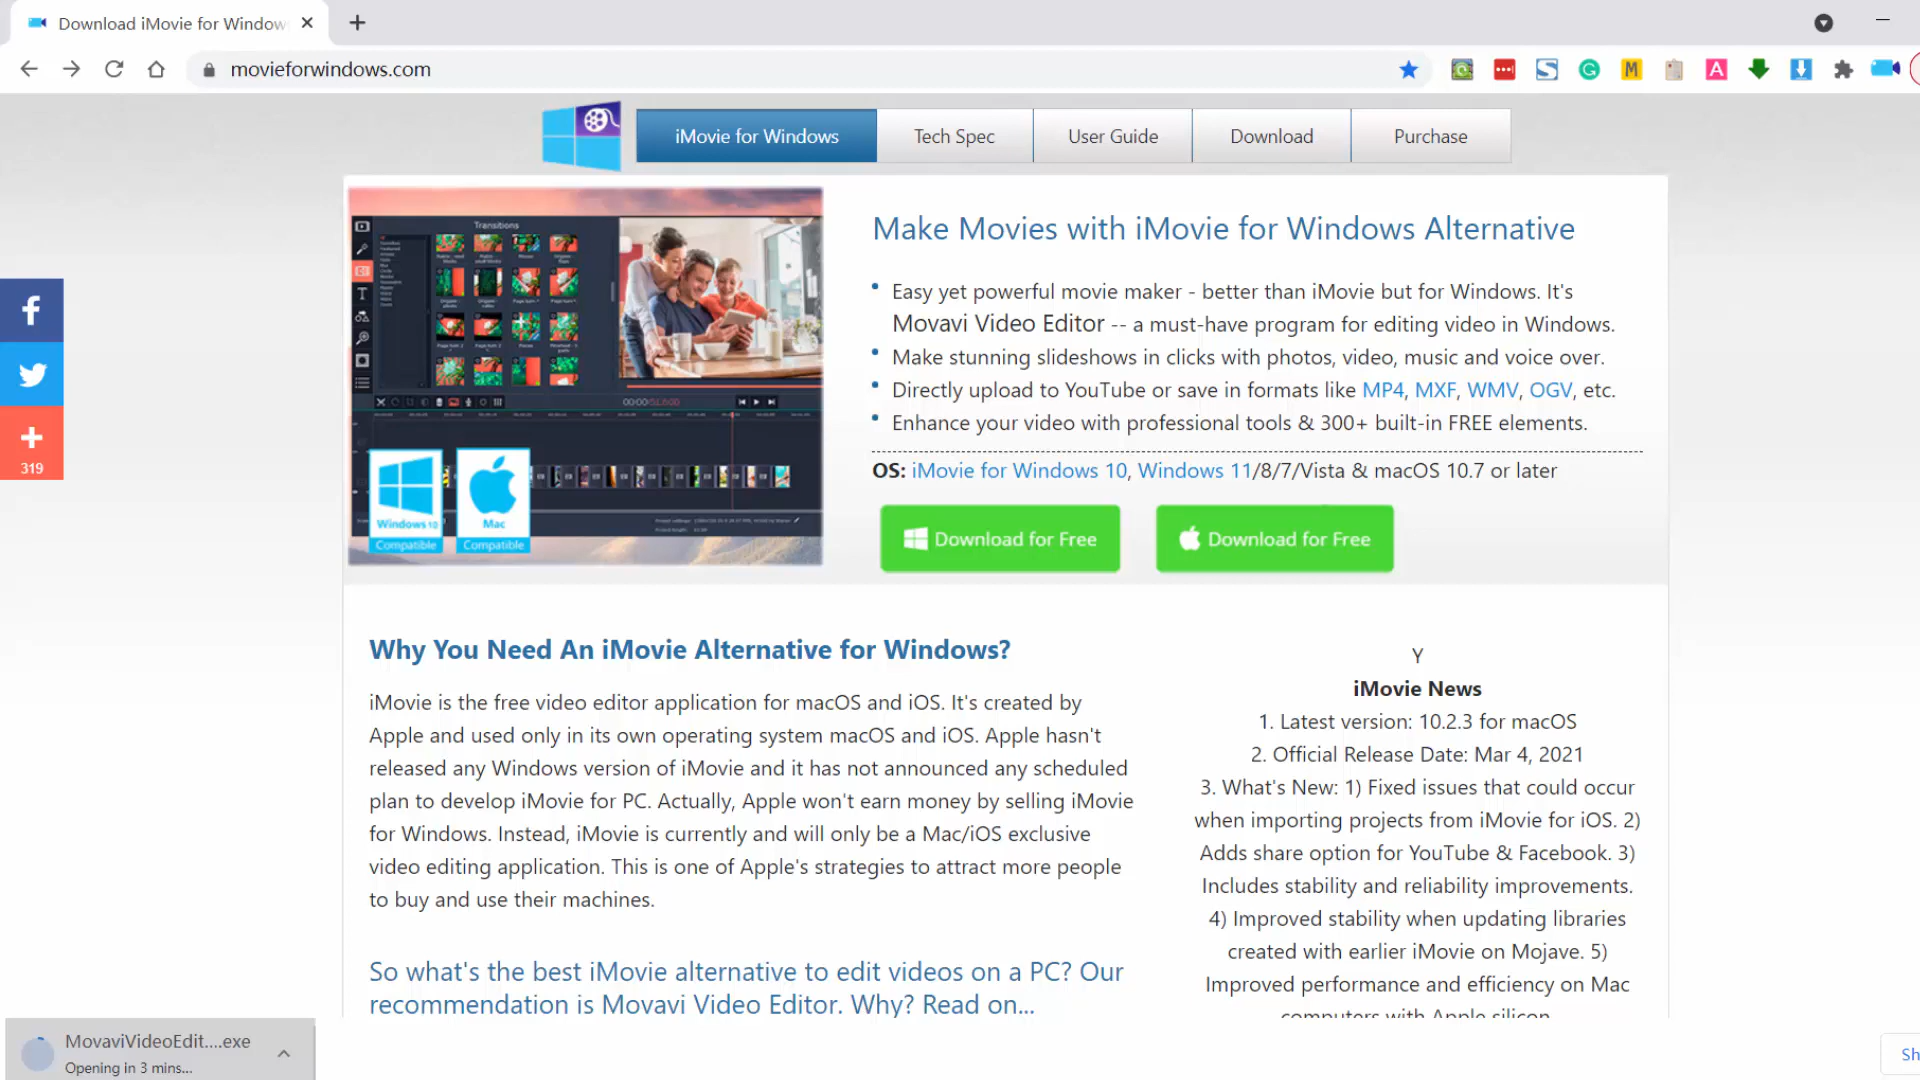 Download iMovie for Window
movieforwindows.com
iMovie for Windows
Tech Spec
User Guide
Download
Purchase
Transitions
Windows 10
Compatible
Mac
Compatible
Make Movies with iMovie for Windows Alternative
Easy yet powerful movie maker - better than iMovie but for Windows. It's
Movavi Video Editor -- a must-have program for editing video in Windows.
Make stunning slideshows in clicks with photos, video, music and voice over.
Directly upload to YouTube or save in formats like MP4, MXF, WMV, OGV, etc.
Enhance your video with professional tools & 300+ built-in FREE elements.
OS: iMovie for Windows 10, Windows 11/8/7/Vista & macOS 10.7 or later
Download for Free
Download for Free
319
Why You Need An iMovie Alternative for Windows?
iMovie is the free video editor application for macOS and iOS. It's created by
Apple and used only in its own operating system macOS and iOS. Apple hasn't
released any Windows version of iMovie and it has not announced any scheduled
plan to develop iMovie for PC. Actually, Apple won't earn money by selling iMovie
for Windows. Instead, iMovie is currently and will only be a Mac/iOS exclusive
video editing application. This is one of Apple's strategies to attract more people
to buy and use their machines.
So what's the best iMovie alternative to edit videos on a PC? Our
recommendation is Movavi Video Editor. Why? Read on...
Y
iMovie News
1. Latest version: 10.2.3 for macOS
2. Official Release Date: Mar 4, 2021
3. What's New: 1) Fixed issues that could occur
when importing projects from iMovie for iOS. 2)
Adds share option for YouTube & Facebook. 3)
Includes stability and reliability improvements.
4) Improved stability when updating libraries
created with earlier iMovie on Mojave. 5)
Improved performance and efficiency on Mac
computers with Apple silicon
MovaviVideoEdit....exe
Opening in 3 mins...
Sh